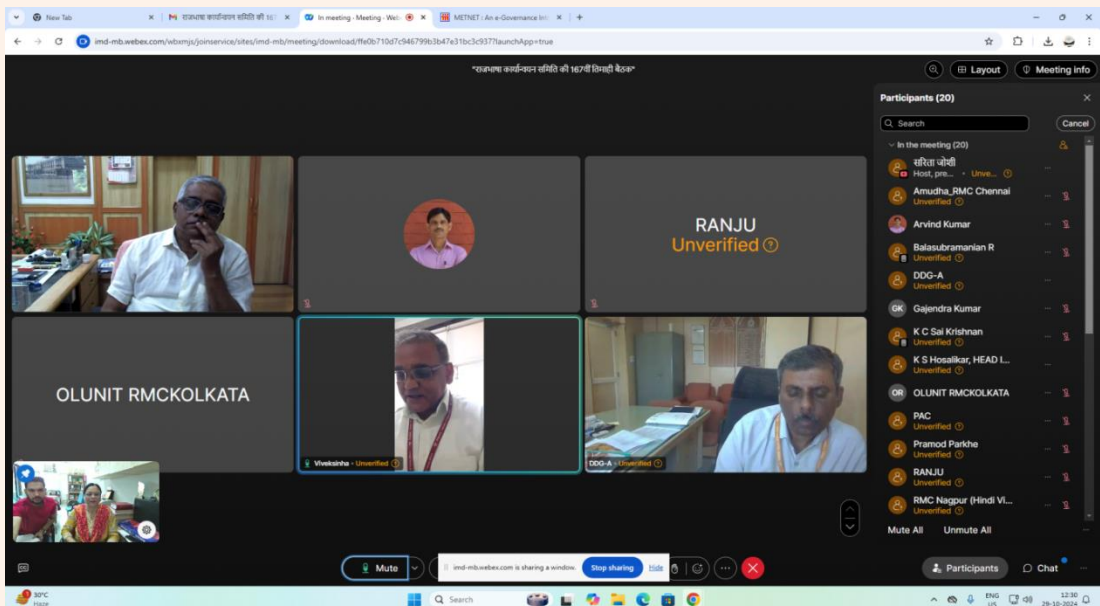 New Tab
राजभाषा कार्यान्वयन समिति की 167
In meeting - Meeting - Web
METNET : An e-Governance Int
imd-mb.webex.com/wbxmjs/joinservice/sites/imd-mb/meeting/download/ffe0b710d7c946799b3b47e31bc3c937?launchApp=true
"राजभाषा कार्यान्वयन समिति की 167वीं तिमाही बैठक"
Layout
Meeting info
Participants (20)
Search
Cancel
In the meeting (20)
सरिता जोशी
Host, pre... • Unve...
Amudha_RMC Chennai
Unverified
Arvind Kumar
Balasubramanian R
Unverified
DDG-A
Unverified
GK Gajendra Kumar
K C Sai Krishnan
Unverified
K S Hosalikar, HEAD I...
Unverified
OR OLUNIT RMCKOLKATA
PAC
Unverified
Pramod Parkhe
Unverified
RANJU
Unverified
RMC Nagpur (Hindi Vi...
Unverified
Mute All Unmute All
RANJU
Unverified
OLUNIT RMCKOLKATA
Viveksinha - Unverified
DDG-A - Unverified
Mute
imd-mb.webex.com is sharing a window.
Stop sharing
Hide
Participants
Chat
30°C
Haze
Search
ENG
US
12:30
29-10-2024